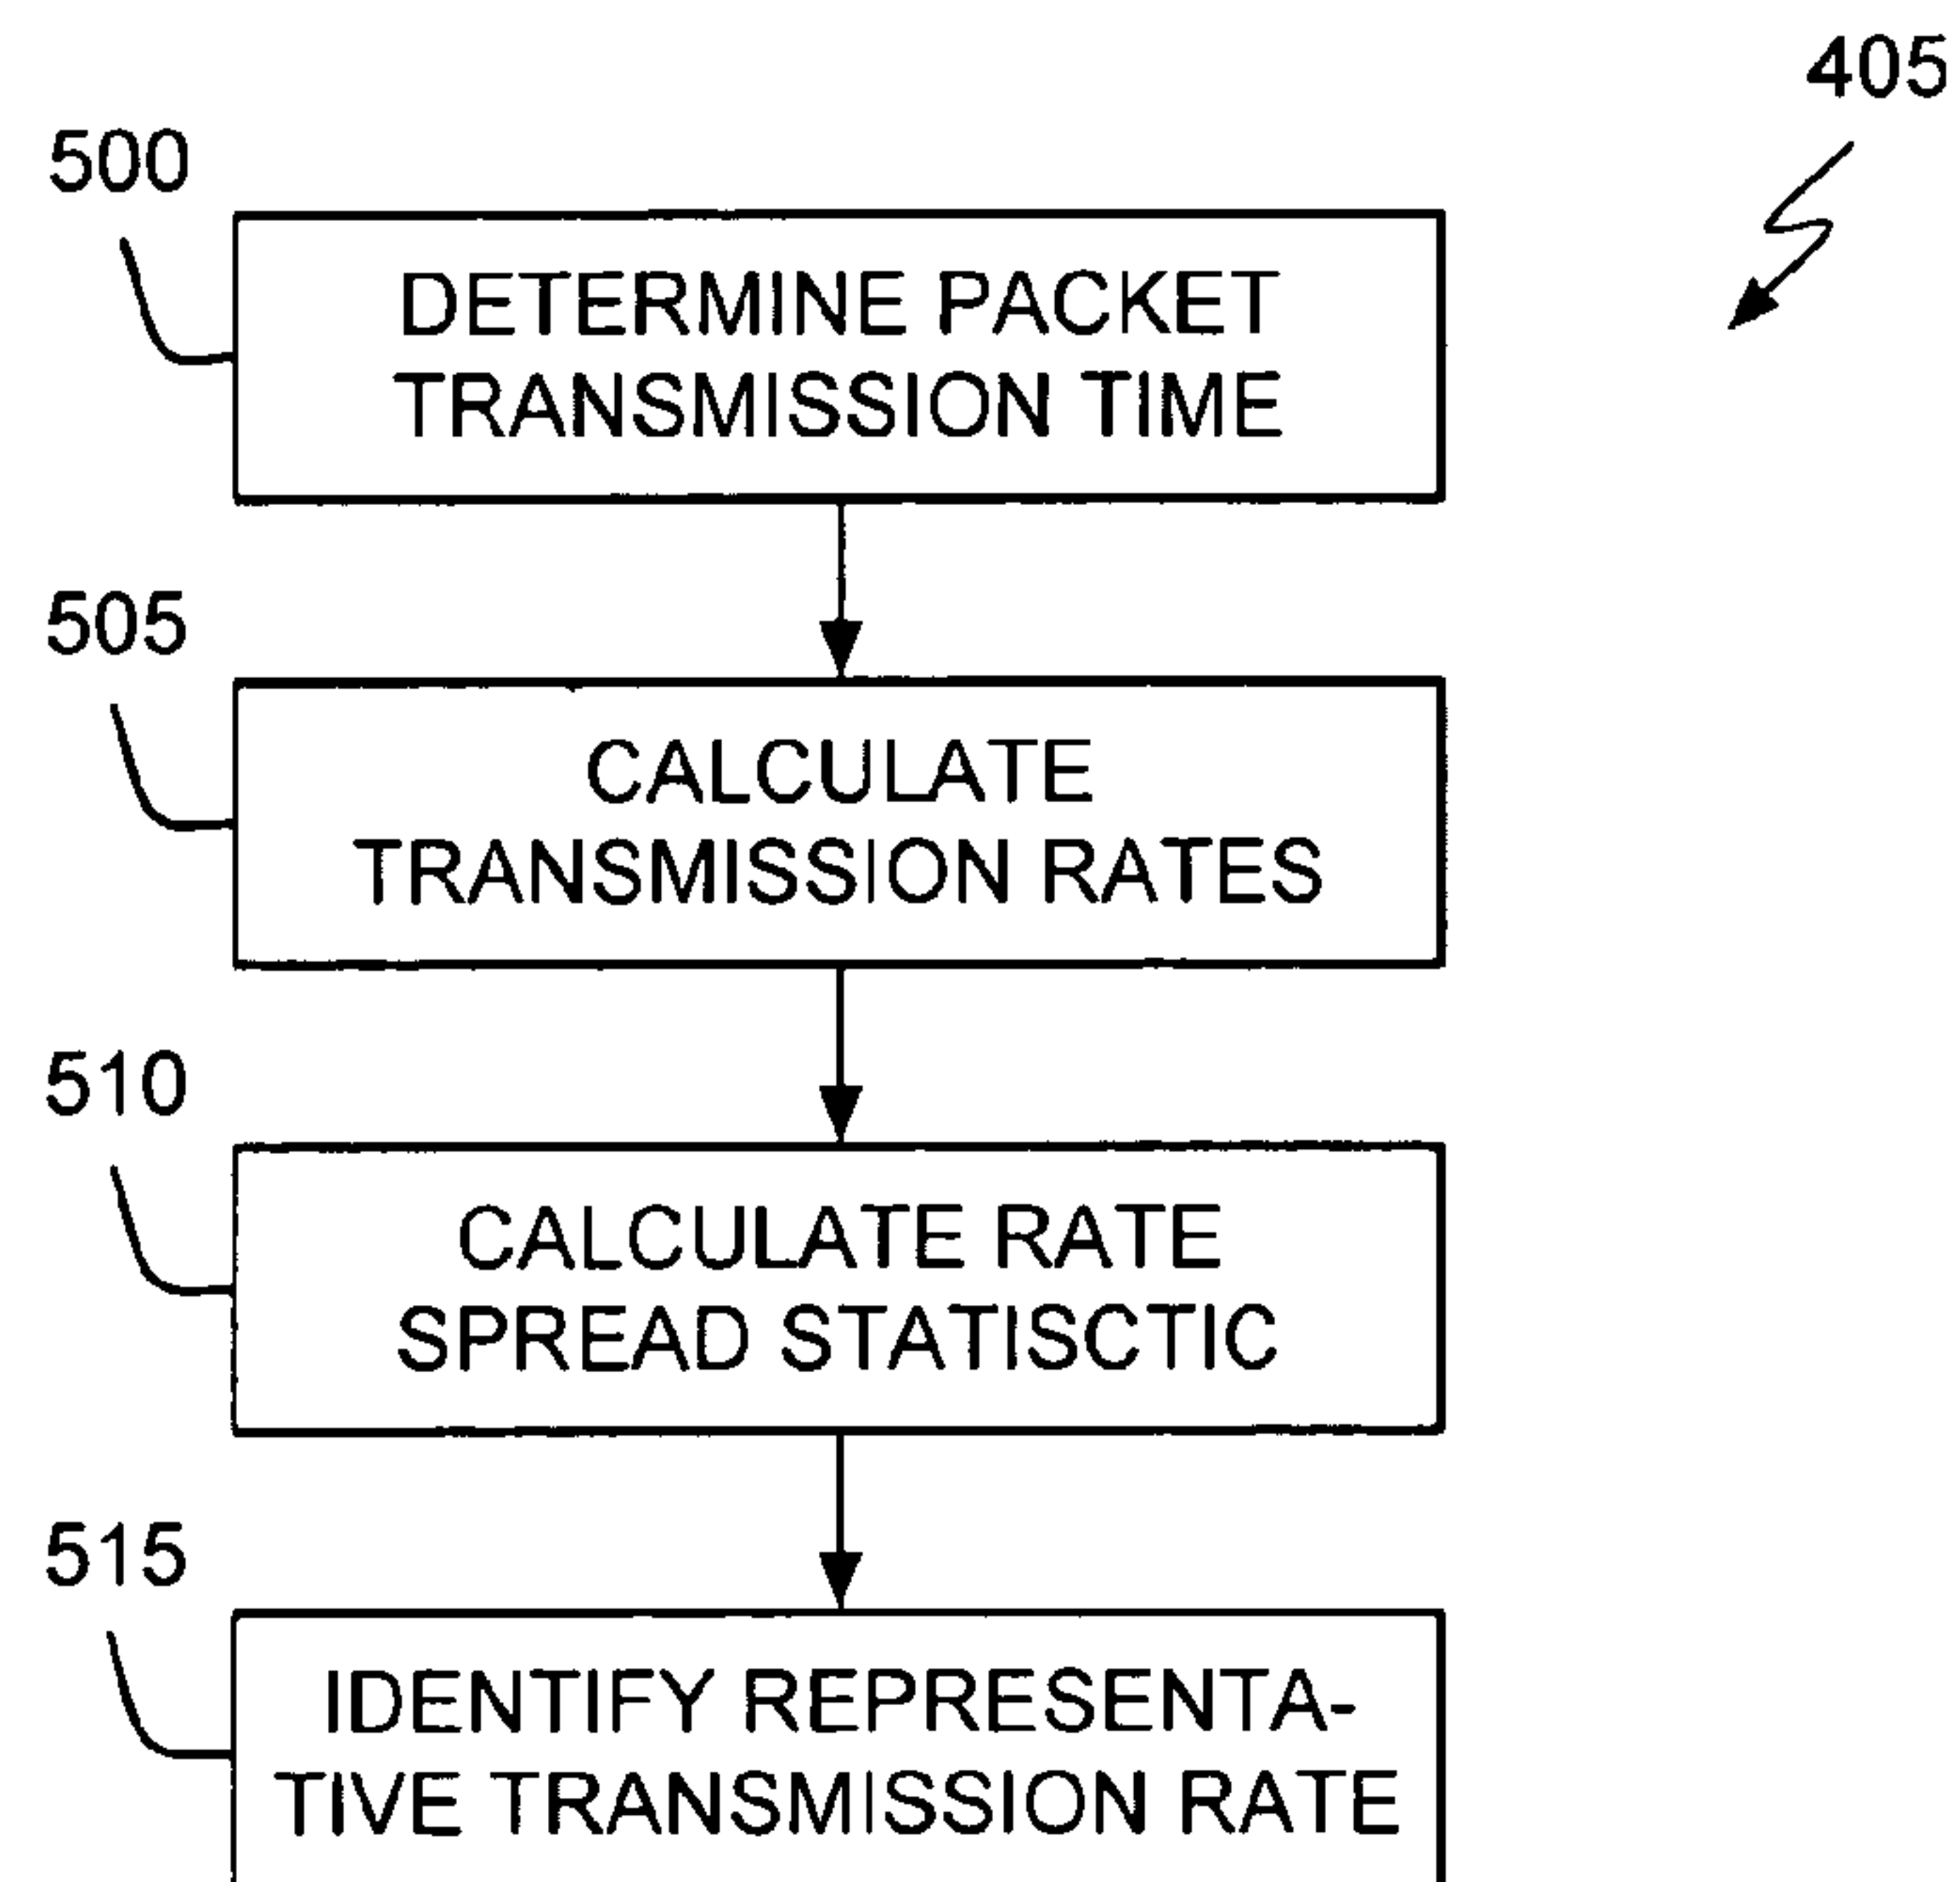 405
500
DETERMINE PACKET
TRANSMISSION TIME
505
CALCULATE
TRANSMISSION RATES
510
CALCULATE RATE
SPREAD STATISCTIC
515
IDENTIFY REPRESENTA-
TIVE TRANSMISSION RATE